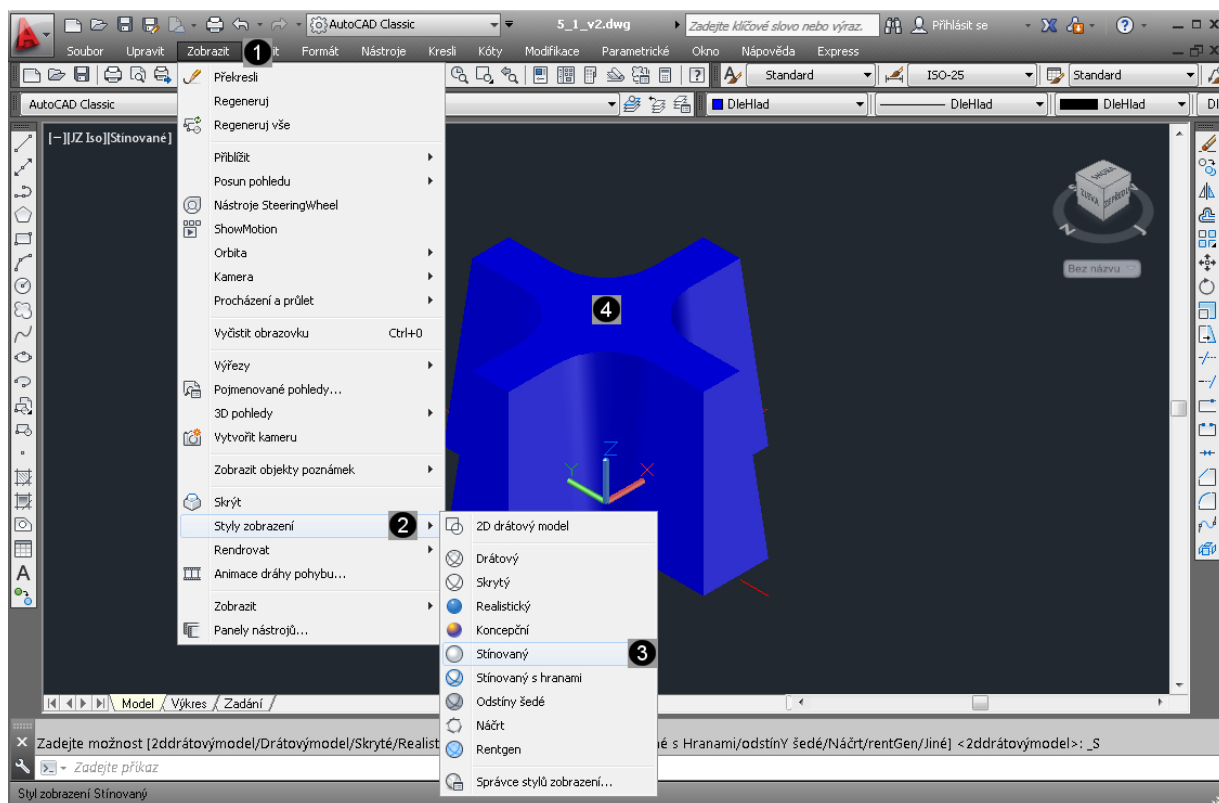 AutoCAD Classic 5_1_v2.dwg Zadejte klíčové slovo nebo výraz. Přihlásit se
Soubor Upravit Zobrazit 1 it Formát Nástroje Kresli Kóty Modifikace Parametrické Okno Nápověda Express
Standard ISO-25 Standard
AutoCAD Classic DleHlad DleHlad DleHlad Dl
[−][JZ Iso][Stínované]
Překresli
Regeneruj
Regeneruj vše
Přiblížit
Posun pohledu
Nástroje SteeringWheel
ShowMotion
Orbita
Kamera
Procházení a průlet
Vyčistit obrazovku Ctrl+0
Výřezy
Pojmenované pohledy...
3D pohledy
Vytvořit kameru
Zobrazit objekty poznámek
Skrýt
Styly zobrazení 2
Rendrovat
Animace dráhy pohybu...
Zobrazit
Panely nástrojů...
2D drátový model
Drátový
Skrytý
Realistický
Koncepční
Stínovaný 3
Stínovaný s hranami
Odstíny šedé
Náčrt
Rentgen
Správce stylů zobrazení...
4
Z
Y X
SHORA
ZLEVA ZEPŘEDU
Z J
Bez názvu
Model Výkres Zadání
Zadejte možnost [2ddrátovýmodel/Drátovýmodel/Skryté/Realist é s Hranami/odstínY šedé/Náčrt/rentGen/Jiné] <2ddrátovýmodel>: _S
Zadejte příkaz
Styl zobrazení Stínovaný